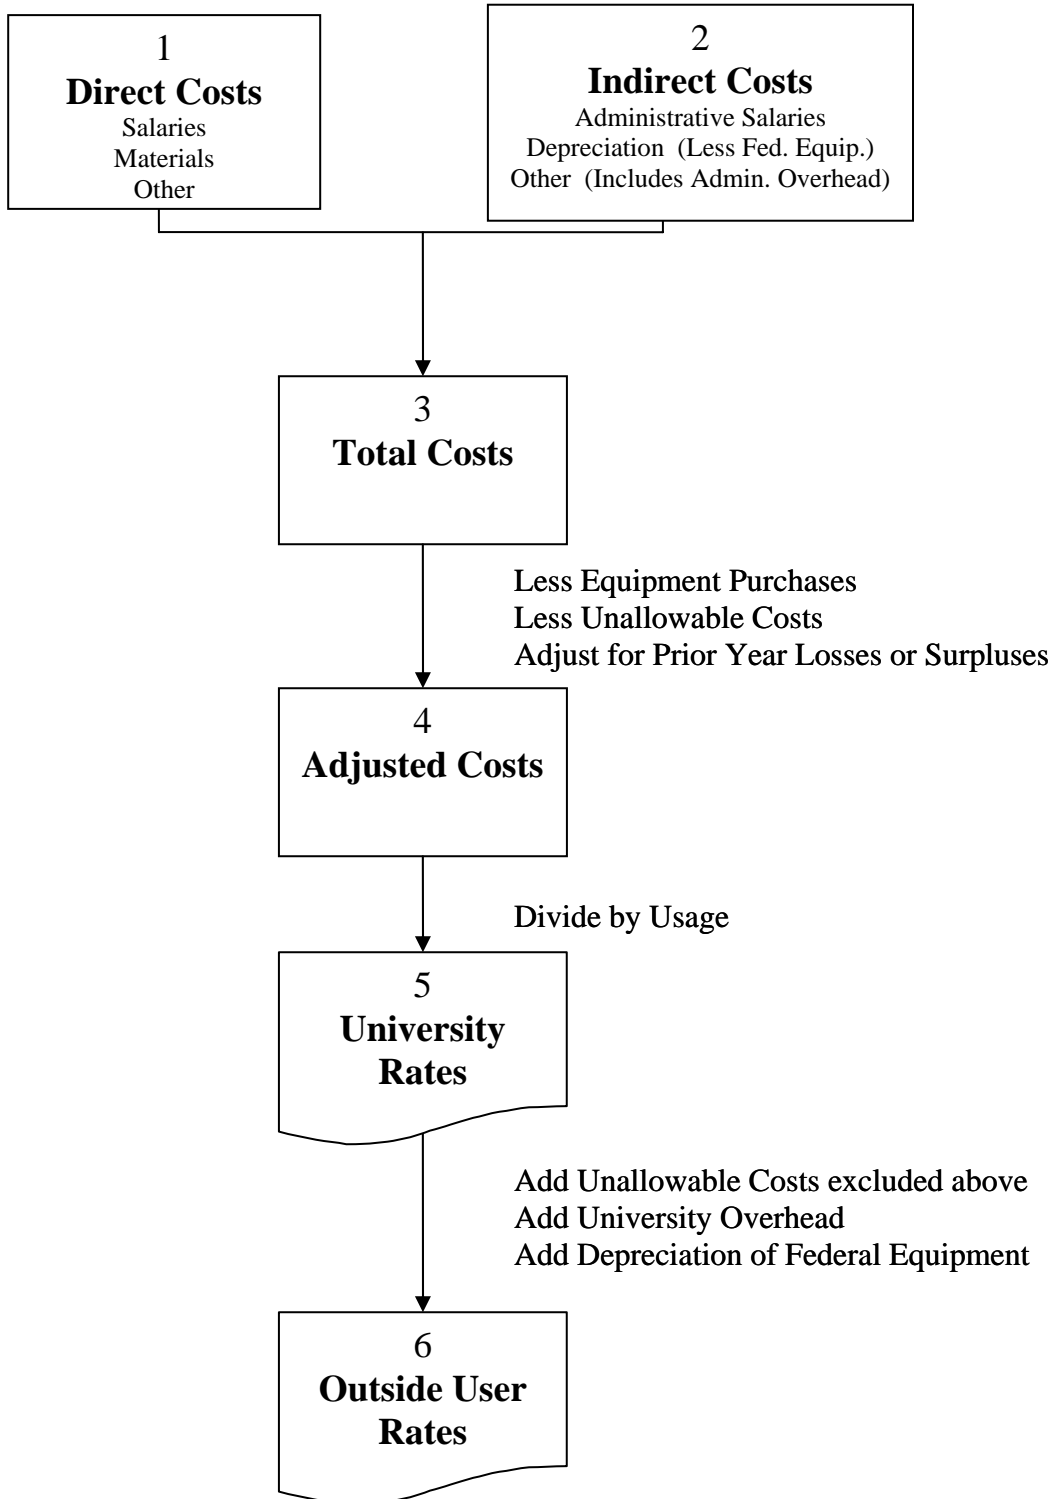 1
Direct Costs
Salaries
Materials
Other
2
Indirect Costs
Administrative Salaries
Depreciation  (Less Fed. Equip.)
Other  (Includes Admin. Overhead)
3
Total Costs
Less Equipment Purchases
Less Unallowable Costs
Adjust for Prior Year Losses or Surpluses
4
Adjusted Costs
Divide by Usage
5
University
Rates
Add Unallowable Costs excluded above
Add University Overhead
Add Depreciation of Federal Equipment
6
Outside User
Rates